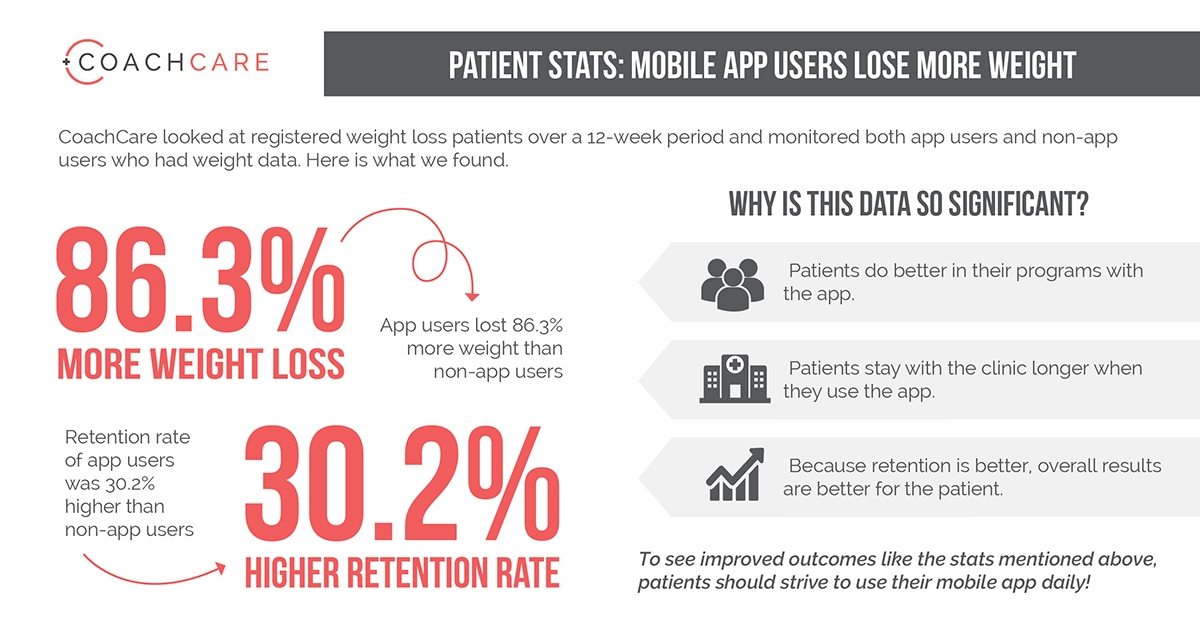 COACHCARE
PATIENT STATS: MOBILE APP USERS LOSE MORE WEIGHT
CoachCare looked at registered weight loss patients over a 12-week period and monitored both app users and non-app
users who had weight data. Here is what we found.
86.3%
MORE WEIGHT LOSS
App users lost 86.3%
more weight than
non-app users
Retention rate
of app users
was 30.2%
higher than
non-app users
30.2%
HIGHER RETENTION RATE
WHY IS THIS DATA SO SIGNIFICANT?
Patients do better in their programs with
the app.
Patients stay with the clinic longer when
they use the app.
Because retention is better, overall results
are better for the patient.
To see improved outcomes like the stats mentioned above,
patients should strive to use their mobile app daily!